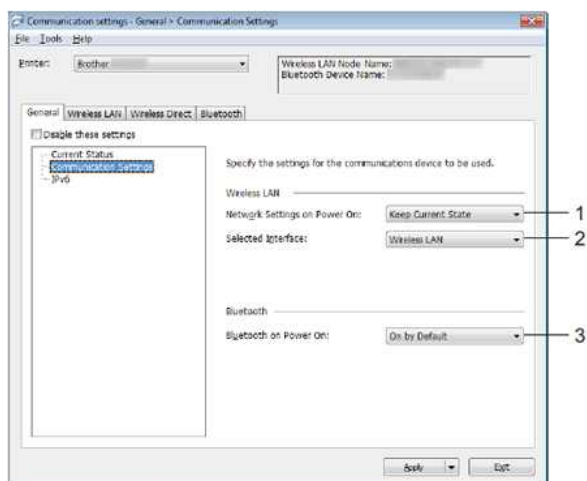 Communication settings - General > Communication Settings
File Tools Help
Printer: Brother
Wireless LAN Node Name:
Bluetooth Device Name:
General Wireless LAN Wireless Direct Bluetooth
Disable these settings
Current Status
Communication Settings
IPv6
Specify the settings for the communications device to be used.
Wireless LAN
Network Settings on Power On: Keep Current State 1
Selected Interface: Wireless LAN 2
Bluetooth
Bluetooth on Power On: On by Default 3
Apply Exit